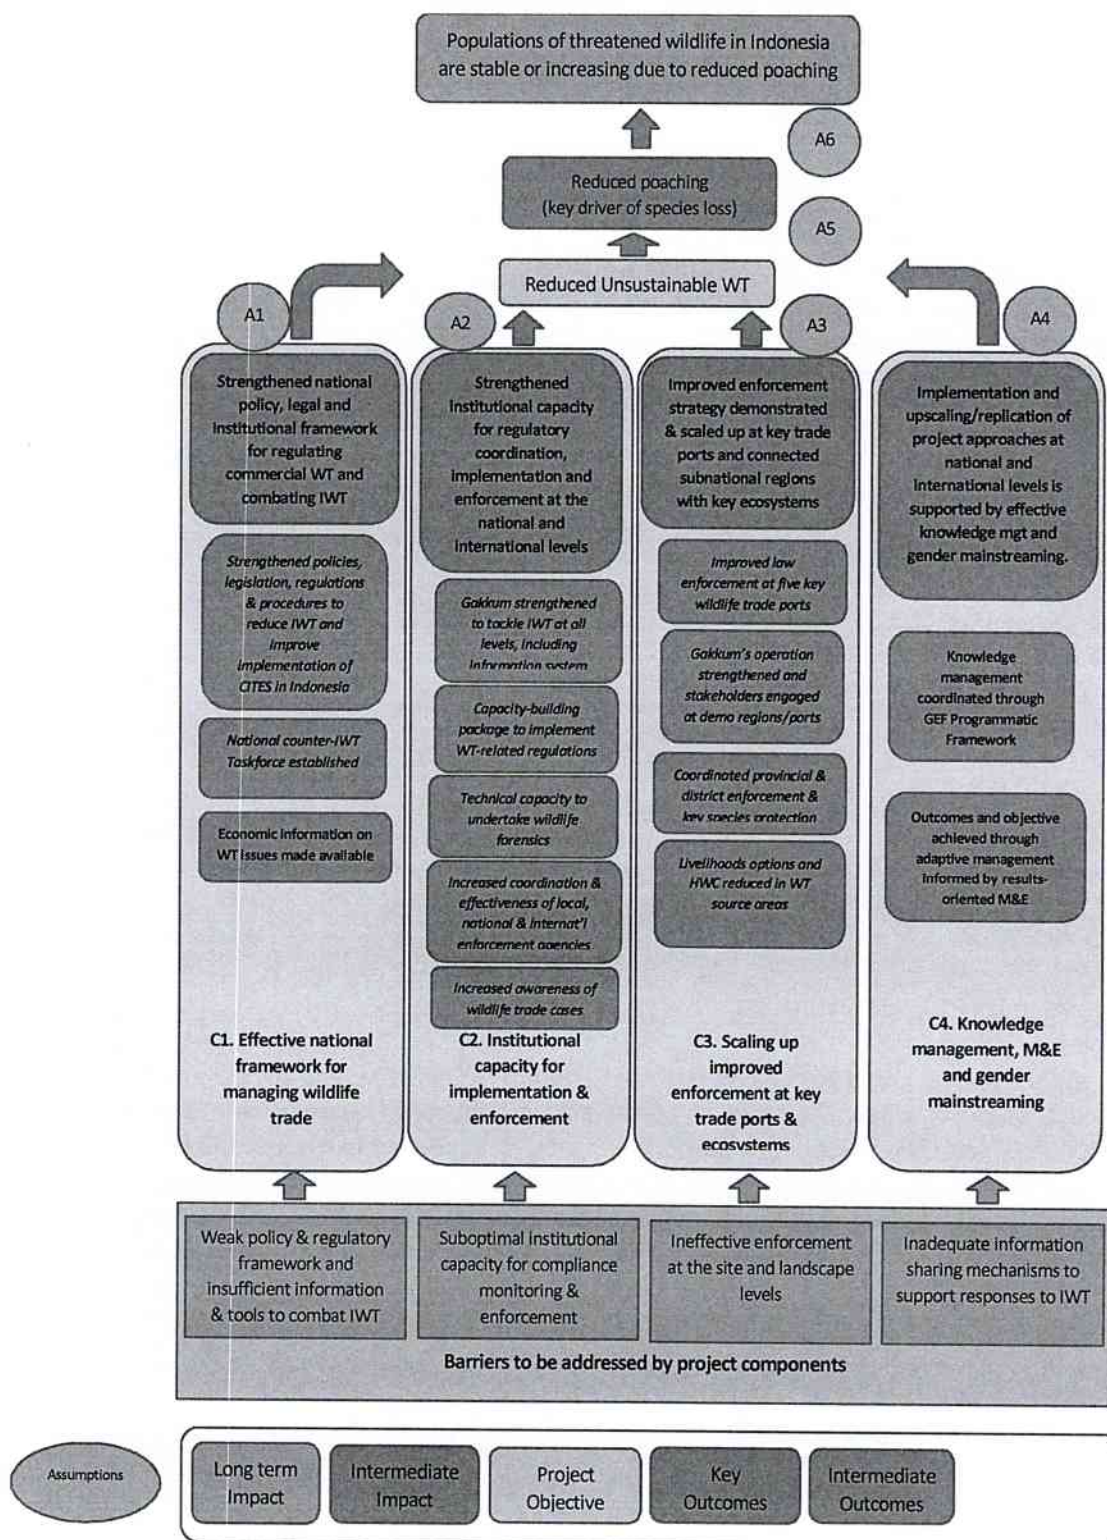 Populations of threatened wildlife in Indonesia
are stable or increasing due to reduced poaching
A6
Reduced poaching
(key driver of species loss)
A5
Reduced Unsustainable WT
A1
A2
A3
A4
Strengthened national
policy, legal and
institutional framework
for regulating
commercial WT and
combating IWT
Strengthened policies,
legislation, regulations
& procedures to
reduce IWT and
improve
implementation of
CITES in Indonesia
National counter-IWT
Taskforce established
Economic information on
WT issues made available
C1. Effective national
framework for
managing wildlife
trade
Strengthened
institutional capacity
for regulatory
coordination,
implementation and
enforcement at the
national and
international levels
Gakkum strengthened
to tackle IWT at all
levels, including
information system
Capacity-building
package to implement
WT-related regulations
Technical capacity to
undertake wildlife
forensics
Increased coordination &
effectiveness of local,
national & internat'l
enforcement agencies
Increased awareness of
wildlife trade cases
C2. Institutional
capacity for
implementation &
enforcement
Improved enforcement
strategy demonstrated
& scaled up at key trade
ports and connected
subnational regions
with key ecosystems
Improved law
enforcement at five key
wildlife trade ports
Gakkum's operation
strengthened and
stakeholders engaged
at demo regions/ports
Coordinated provincial &
district enforcement &
key species protection
Livelihoods options and
HWC reduced in WT
source areas
C3. Scaling up
improved
enforcement at key
trade ports &
ecosystems
Implementation and
upscaling/replication of
project approaches at
national and
international levels is
supported by effective
knowledge mgt and
gender mainstreaming.
Knowledge
management
coordinated through
GEF Programmatic
Framework
Outcomes and objective
achieved through
adaptive management
informed by results-
oriented M&E
C4. Knowledge
management, M&E
and gender
mainstreaming
Weak policy & regulatory
framework and
insufficient information
& tools to combat IWT
Suboptimal institutional
capacity for compliance
monitoring &
enforcement
Ineffective enforcement
at the site and landscape
levels
Inadequate information
sharing mechanisms to
support responses to IWT
Barriers to be addressed by project components
Assumptions
Long term
Impact
Intermediate
Impact
Project
Objective
Key
Outcomes
Intermediate
Outcomes